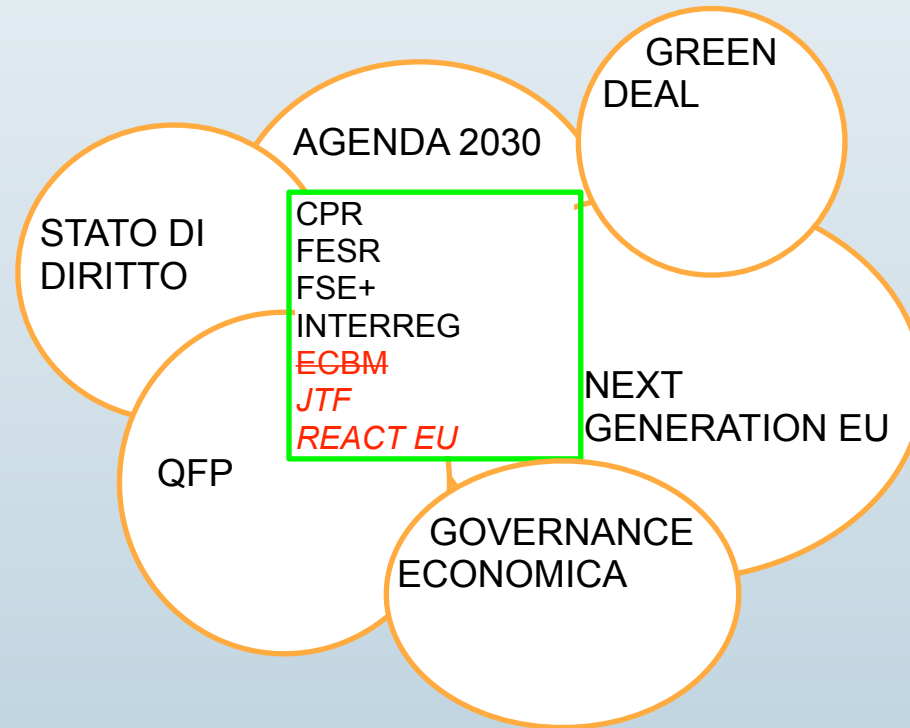 GREEN
DEAL
AGENDA 2030
STATO DI
DIRITTO
CPR
FESR
FSE+
INTERREG
ECBM
JTF
REACT EU
NEXT
GENERATION EU
QFP
GOVERNANCE
ECONOMICA